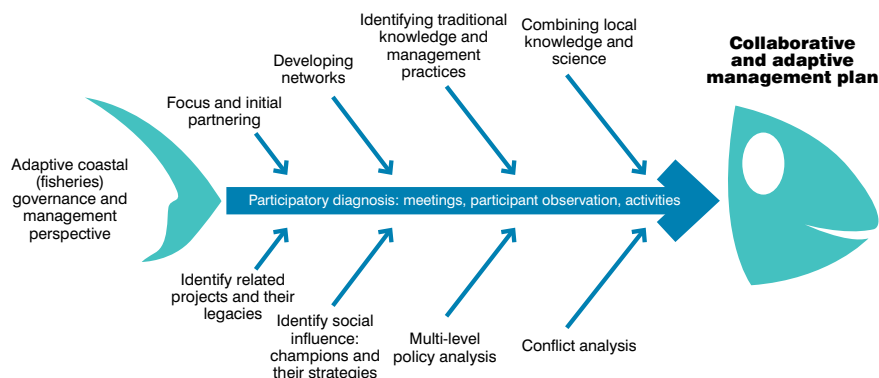 Identifying traditional
knowledge and
management
practices
Combining local
knowledge and
science
Collaborative
and adaptive
management plan
Developing
networks
Focus and initial
partnering
Adaptive coastal
(fisheries)
governance and
management
perspective
Participatory diagnosis: meetings, participant observation, activities
Identify related
projects and their
legacies
Identify social
influence:
champions and
their strategies
Multi-level
policy analysis
Conflict analysis